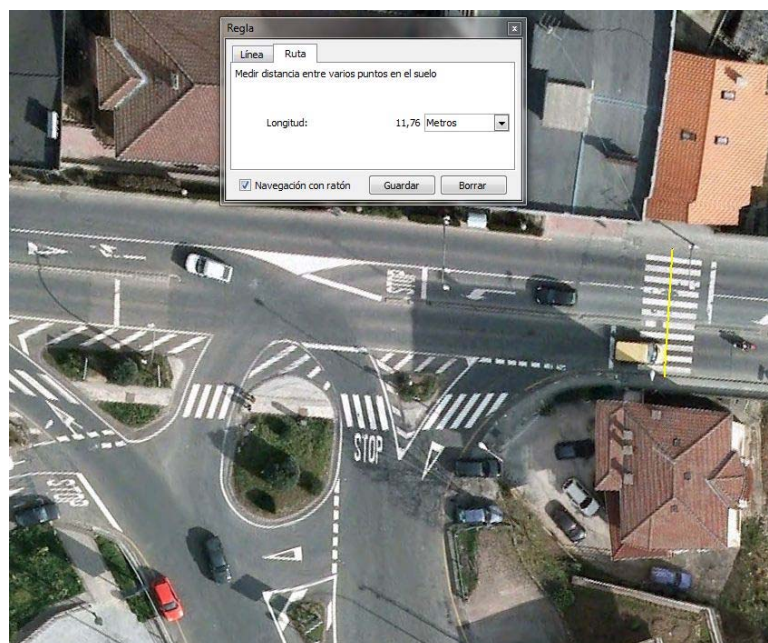 Regla
x
Línea
Ruta
Medir distancia entre varios puntos en el suelo
Longitud:
11,76
Metros
Navegación con ratón
Guardar
Borrar
STOP
STOP
STOP